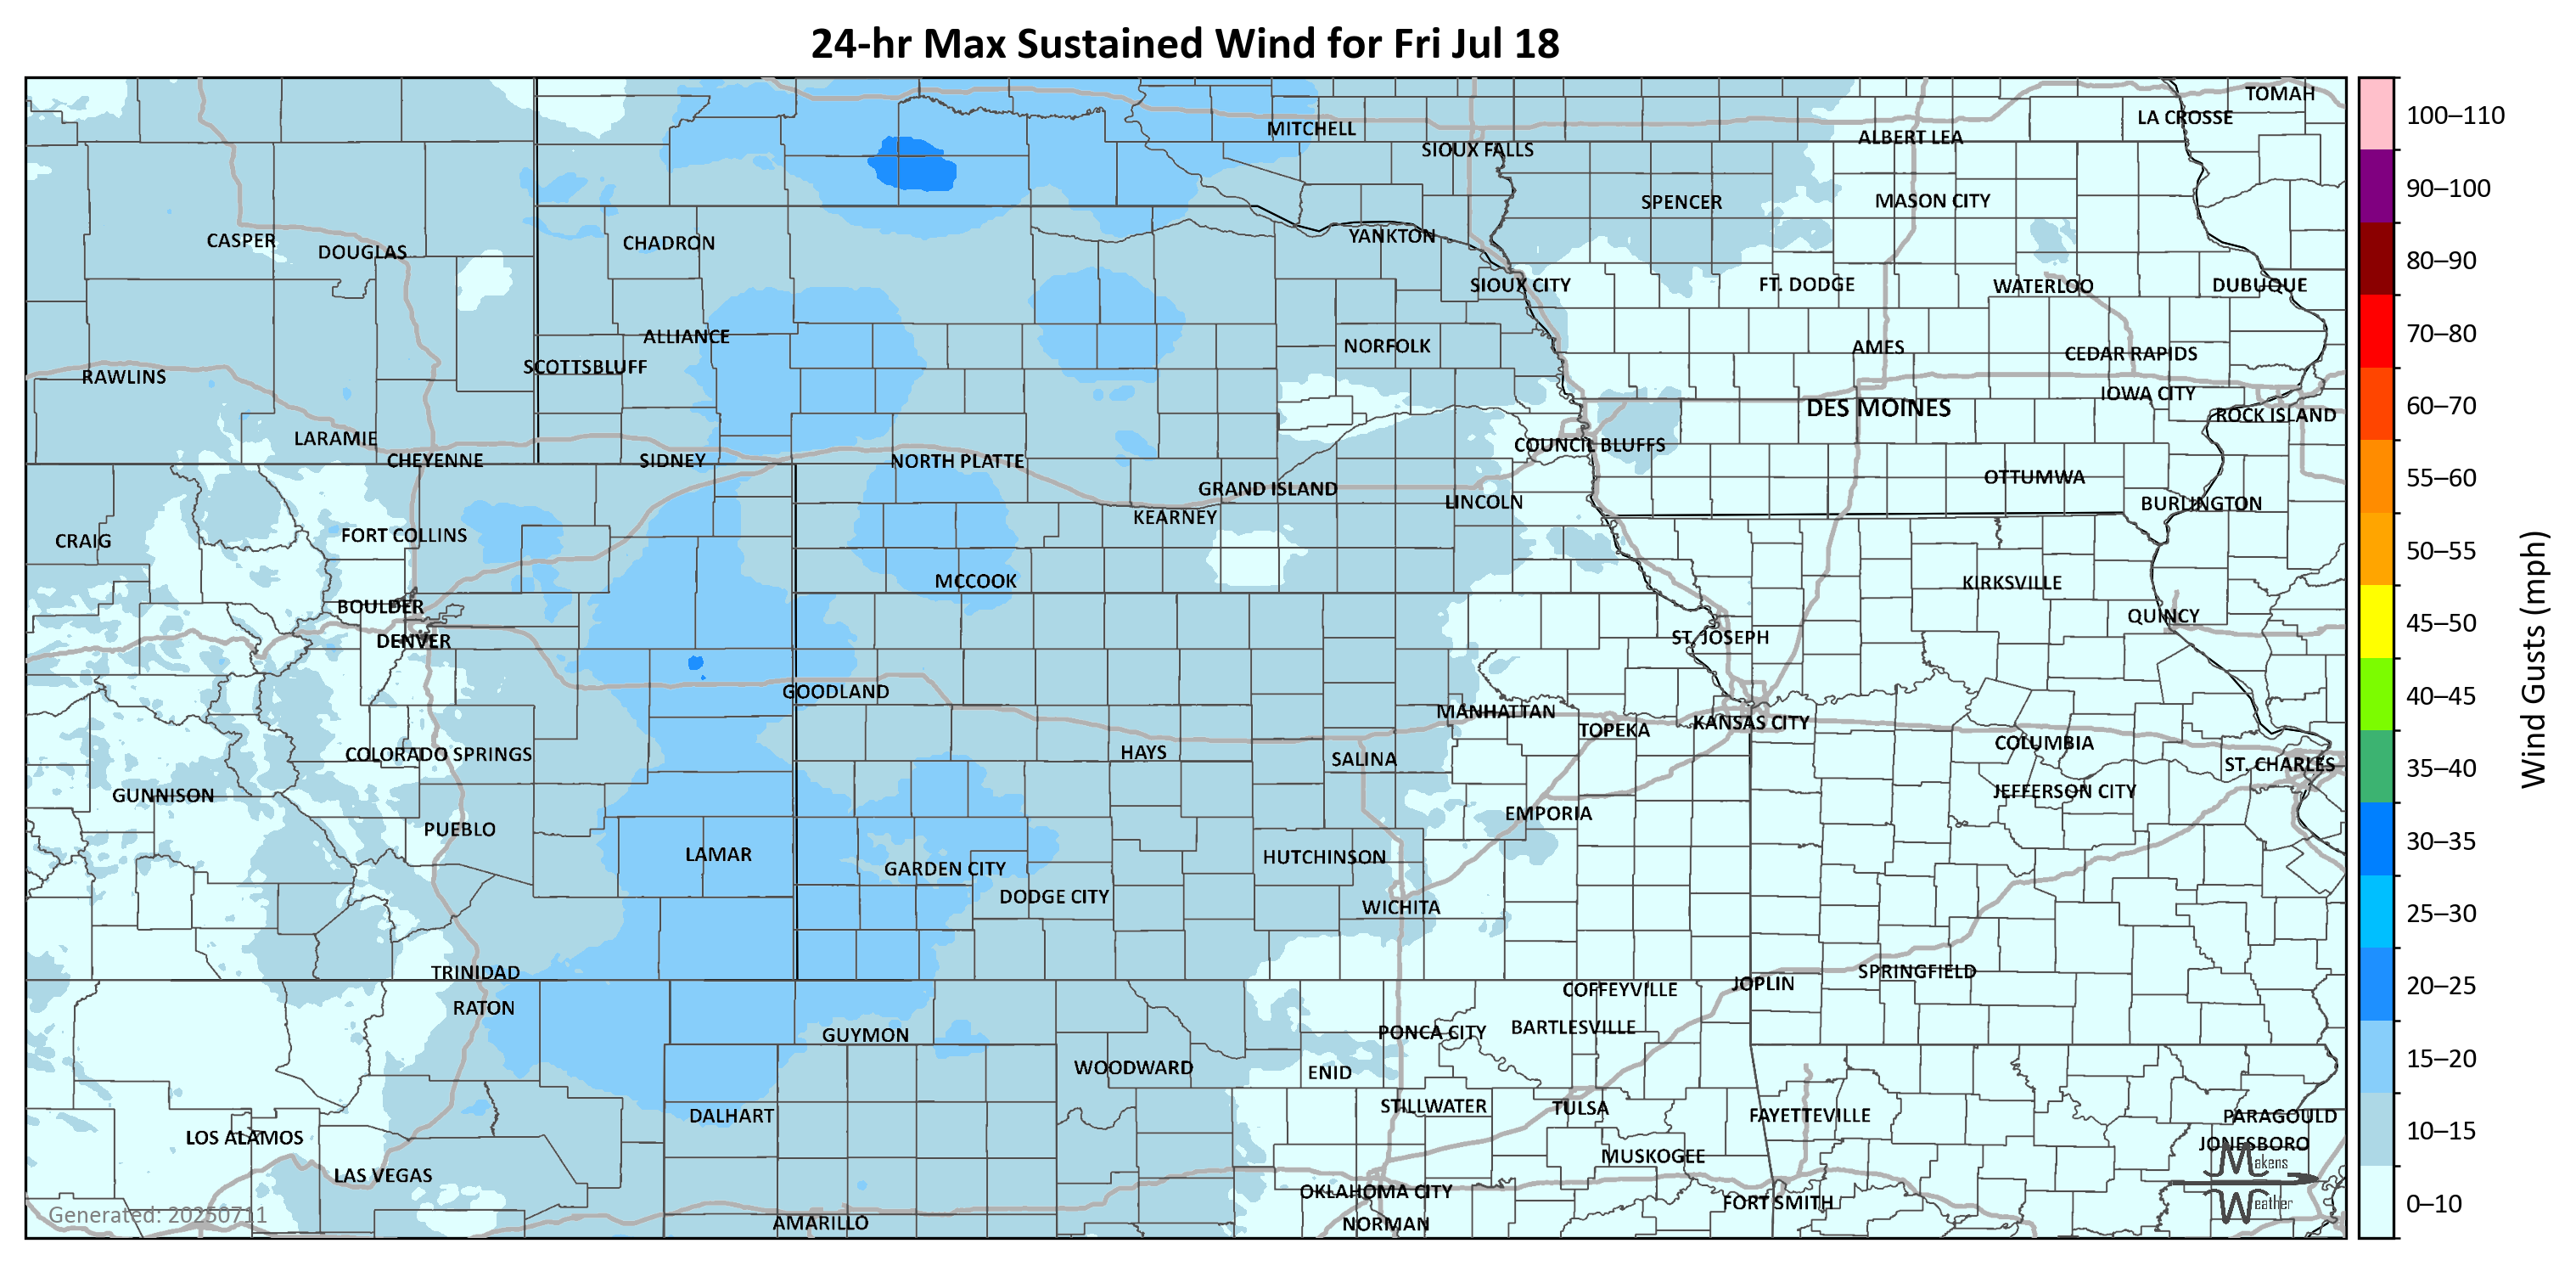 24-hr Max Sustained Wind for Fri Jul 18
TOMAH
LA CROSSE
MITCHELL
ALBERT LEA
SIOUX FALLS
SPENCER
MASON CITY
CASPER
DOUGLAS
CHADRON
YANKTON
SIOUX CITY
FT. DODGE
WATERLOO
DUBUQUE
ALLIANCE
NORFOLK
AMES
CEDAR RAPIDS
SCOTTSBLUFF
RAWLINS
IOWA CITY
DES MOINES
ROCK ISLAND
LARAMIE
COUNCIL BLUFFS
CHEYENNE
SIDNEY
NORTH PLATTE
OTTUMWA
GRAND ISLAND
LINCOLN
BURLINGTON
KEARNEY
CRAIG
FORT COLLINS
MCCOOK
KIRKSVILLE
BOULDER
QUINCY
DENVER
ST. JOSEPH
GOODLAND
MANHATTAN
TOPEKA
KANSAS CITY
COLORADO SPRINGS
HAYS
SALINA
COLUMBIA
ST. CHARLES
GUNNISON
JEFFERSON CITY
EMPORIA
PUEBLO
LAMAR
HUTCHINSON
GARDEN CITY
DODGE CITY
WICHITA
TRINIDAD
SPRINGFIELD
JOPLIN
COFFEYVILLE
RATON
GUYMON
PONCA CITY
BARTLESVILLE
WOODWARD
ENID
STILLWATER
TULSA
DALHART
FAYETTEVILLE
PARAGOULD
LOS ALAMOS
JONESBORO
MUSKOGEE
LAS VEGAS
OKLAHOMA CITY
FORT SMITH
AMARILLO
NORMAN
Generated: 20250711
Makens
Weather
100–110
90–100
80–90
70–80
60–70
55–60
50–55
45–50
40–45
35–40
30–35
25–30
20–25
15–20
10–15
0–10
Wind Gusts (mph)